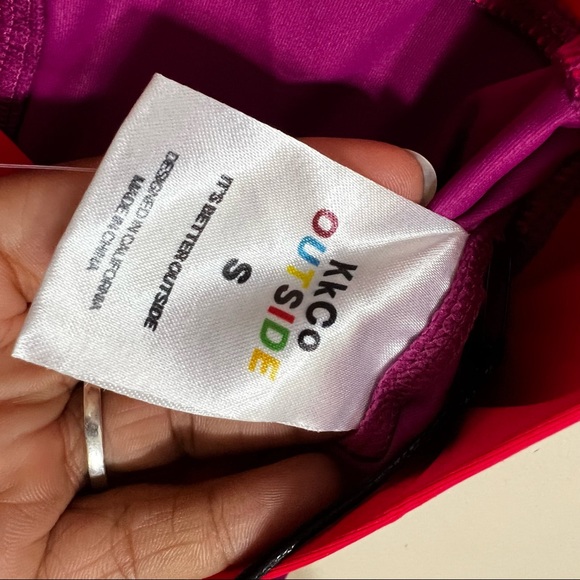 KkCo
OUTSIDE
S
IT'S BETTER OUTSIDE
DESIGNED IN CALIFORNIA
MADE IN CHINA